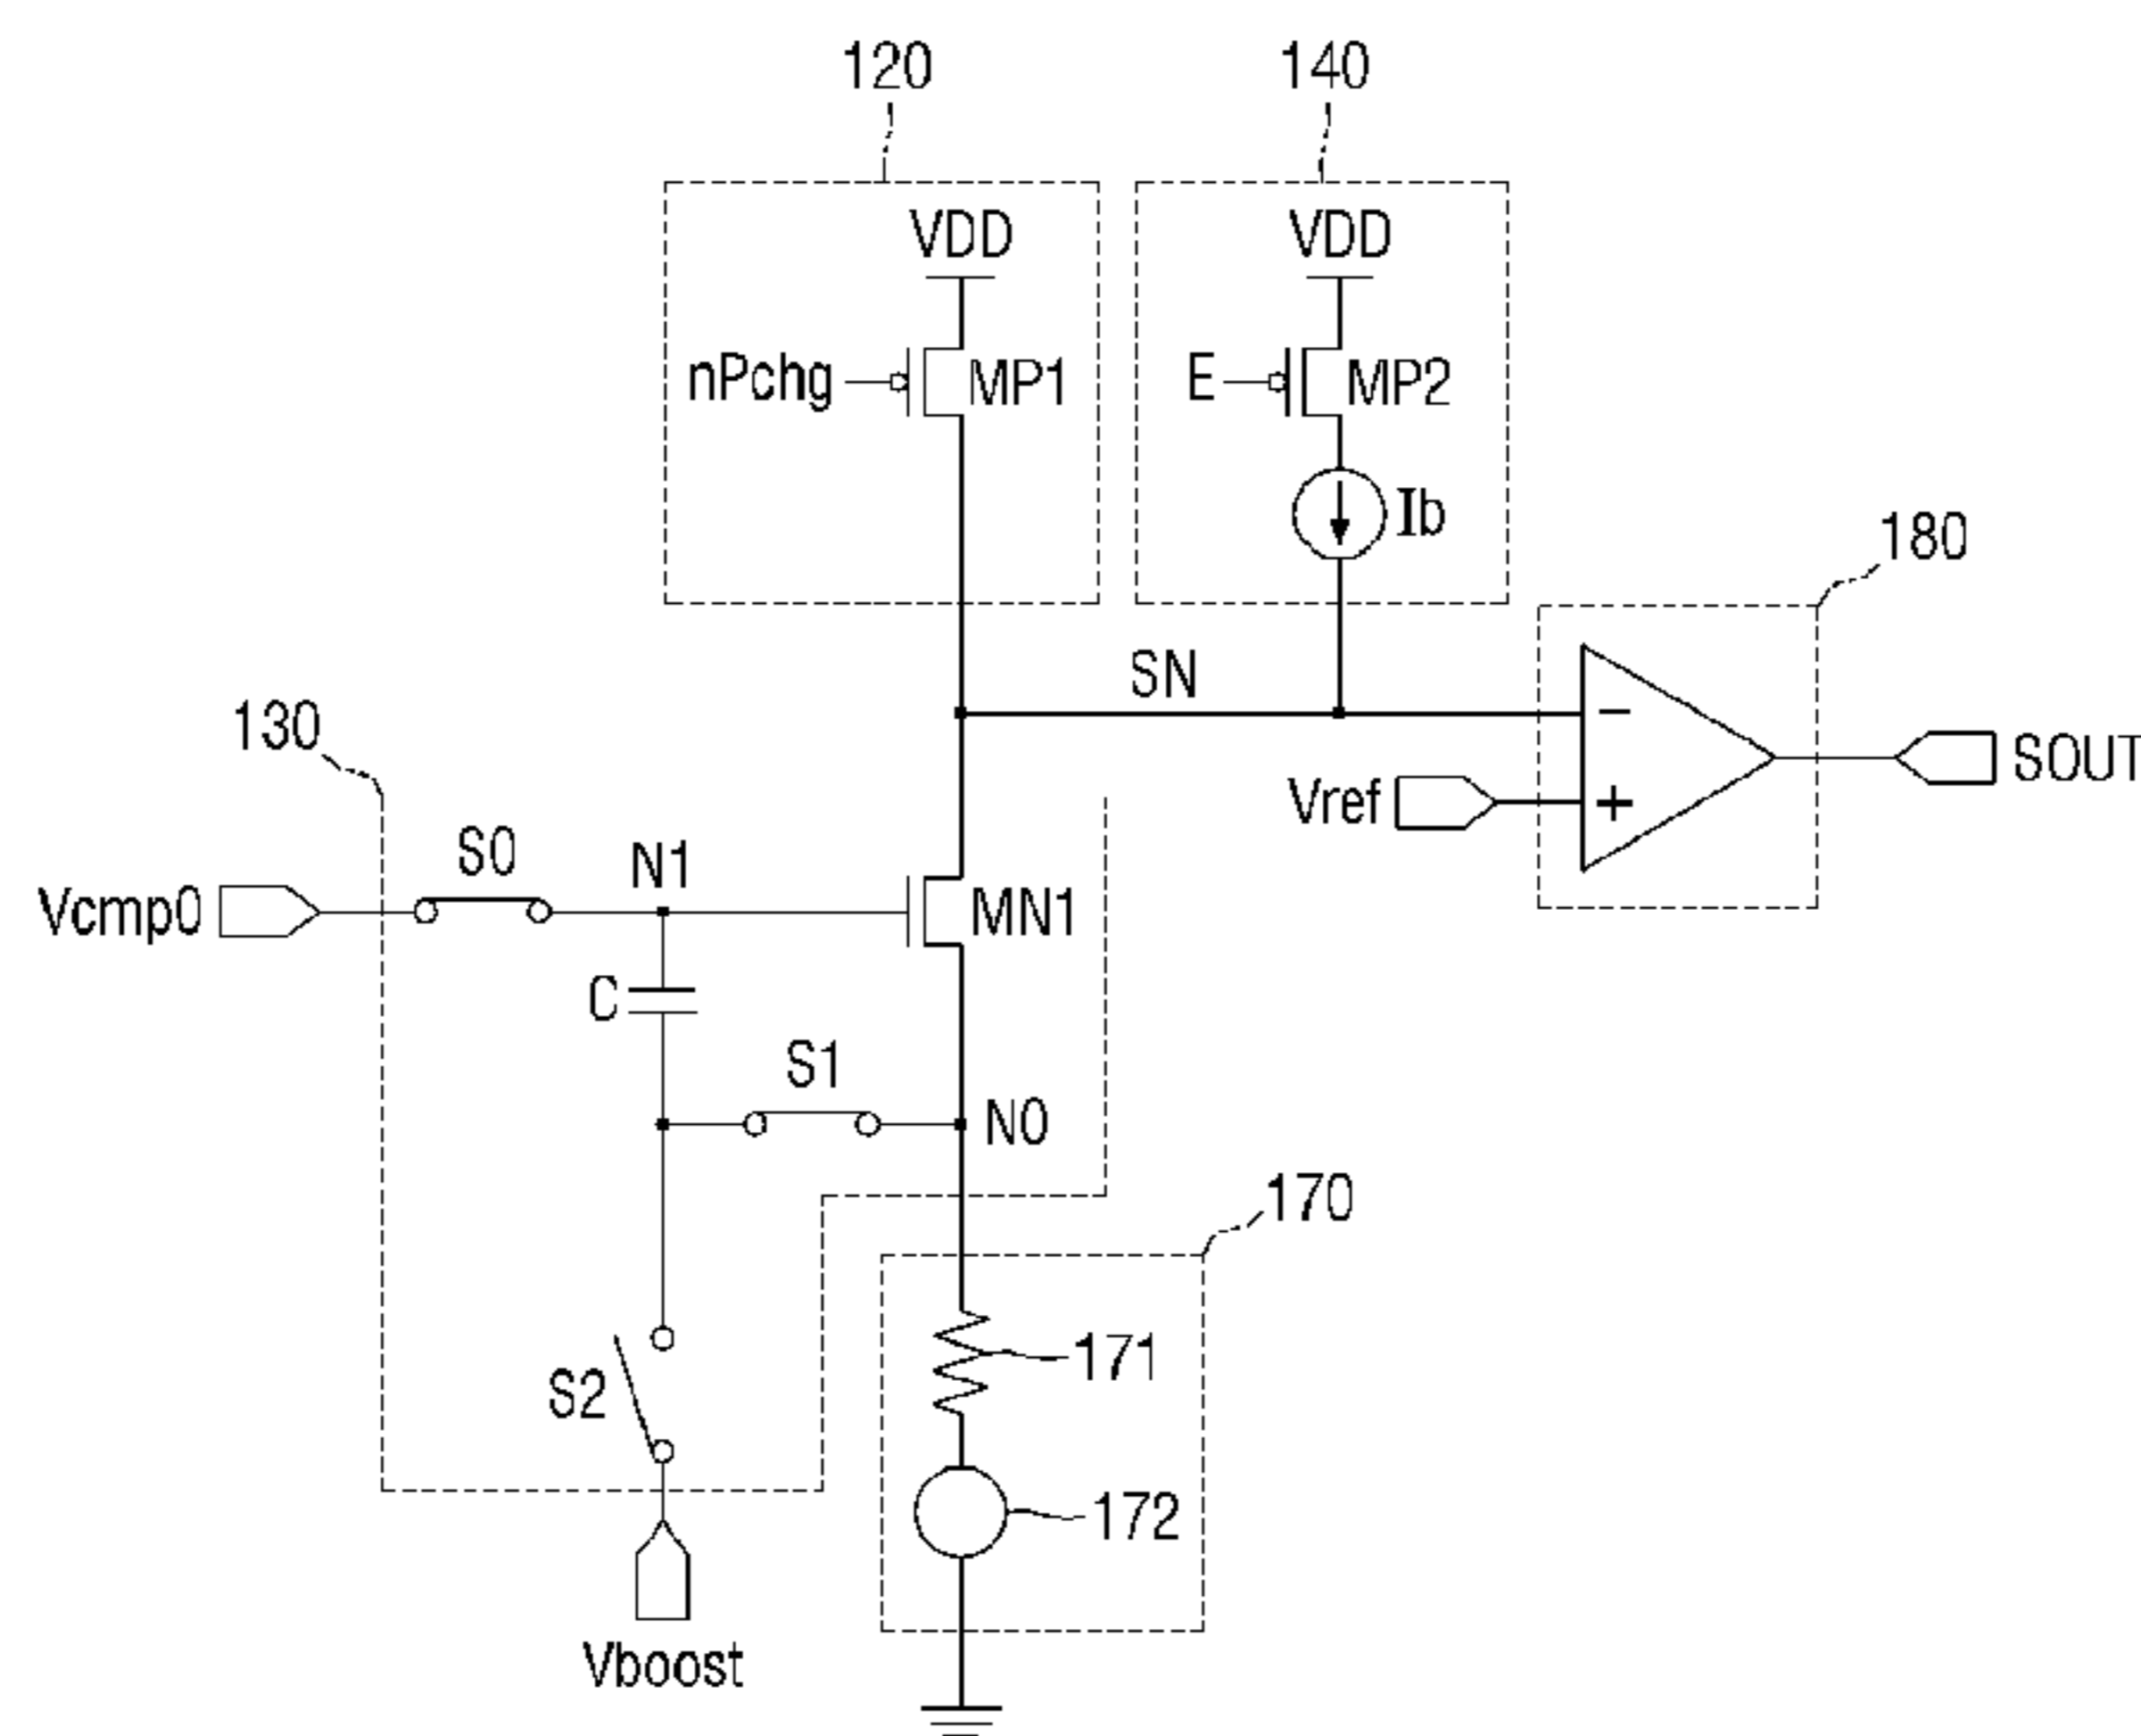 120
140
VDD
VDD
nPchg
MP1
E
MP2
Ib
180
SN
−
130
SOUT
Vref
+
S0
N1
Vcmp0
MN1
C
S1
N0
170
171
S2
172
Vboost